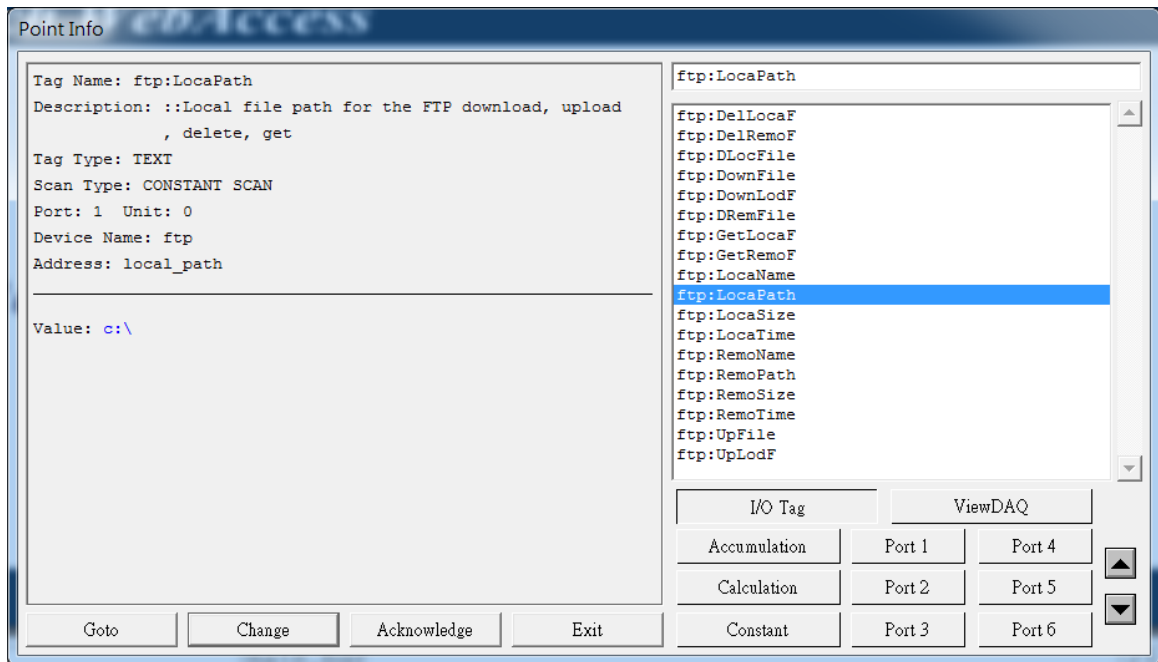 WebAccess
Point Info
Tag Name: ftp:LocaPath
Description: ::Local file path for the FTP download, upload
, delete, get
Tag Type: TEXT
Scan Type: CONSTANT SCAN
Port: 1  Unit: 0
Device Name: ftp
Address: local_path
Value: c:\
Goto
Change
Acknowledge
Exit
ftp:LocaPath
ftp:DelLocaF
ftp:DelRemoF
ftp:DLocFile
ftp:DownFile
ftp:DownLodF
ftp:DRemFile
ftp:GetLocaF
ftp:GetRemoF
ftp:LocaName
ftp:LocaPath
ftp:LocaSize
ftp:LocaTime
ftp:RemoName
ftp:RemoPath
ftp:RemoSize
ftp:RemoTime
ftp:UpFile
ftp:UpLodF
I/O Tag
ViewDAQ
Accumulation
Port 1
Port 4
Calculation
Port 2
Port 5
Constant
Port 3
Port 6